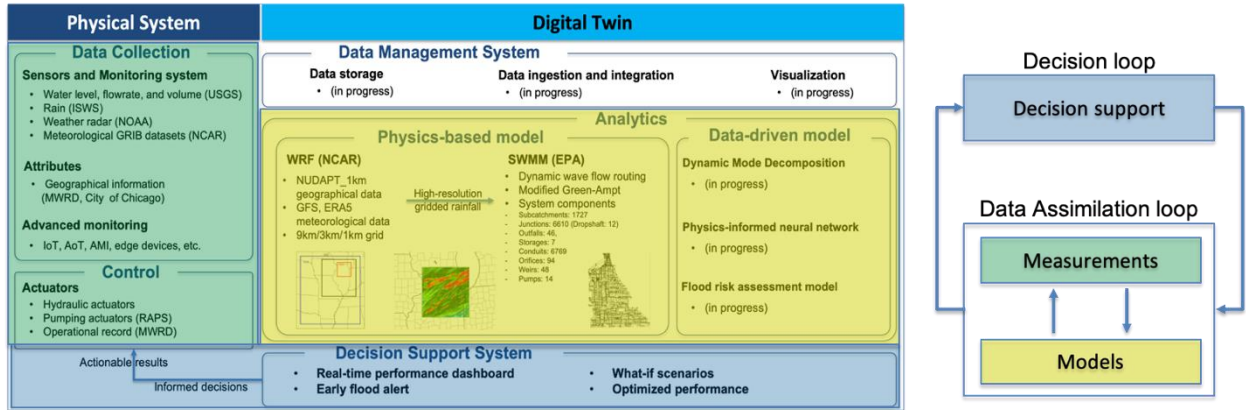 Physical System
Digital Twin
Data Collection
Sensors and Monitoring system
• Water level, flowrate, and volume (USGS)
• Rain (ISWS)
• Weather radar (NOAA)
• Meteorological GRIB datasets (NCAR)
Attributes
• Geographical information
(MWRD, City of Chicago)
Advanced monitoring
• IoT, AoT, AMI, edge devices, etc.
Control
Actuators
• Hydraulic actuators
• Pumping actuators (RAPS)
• Operational record (MWRD)
Data Management System
Data storage
• (in progress)
Data ingestion and integration
• (in progress)
Visualization
• (in progress)
Analytics
Physics-based model
WRF (NCAR)
• NUDAPT_1km
geographical data
• GFS, ERA5
meteorological data
• 9km/3km/1km grid
High-resolution
gridded rainfall
SWMM (EPA)
• Dynamic wave flow routing
• Modified Green-Ampt
• System components
- Subcatchments: 1727
- Junctions: 6610 (Dropshaft: 12)
- Outfalls: 46,
- Storages: 7
- Conduits: 6769
- Orifices: 94
- Weirs: 48
- Pumps: 14
Data-driven model
Dynamic Mode Decomposition
• (in progress)
Physics-informed neural network
• (in progress)
Flood risk assessment model
• (in progress)
Actionable results
Informed decisions
Decision Support System
• Real-time performance dashboard
• Early flood alert
• What-if scenarios
• Optimized performance
Decision loop
Decision support
Data Assimilation loop
Measurements
Models